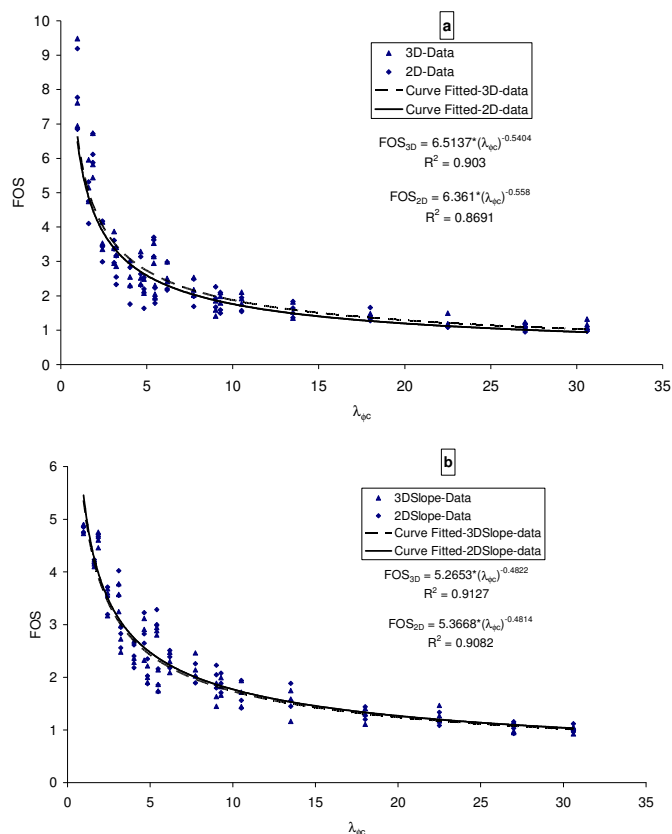 a
10
9
8
7
6
5
4
3
2
1
0
FOS
3D-Data
2D-Data
Curve Fitted-3D-data
Curve Fitted-2D-data
FOS3D = 6.5137*(λϕc)^-0.5404
R² = 0.903
FOS2D = 6.361*(λϕc)^-0.558
R² = 0.8691
0 5 10 15 20 25 30 35
λϕc
b
6
5
4
3
2
1
0
FOS
3DSlope-Data
2DSlope-Data
Curve Fitted-3DSlope-data
Curve Fitted-2DSlope-data
FOS3D = 5.2653*(λϕc)^-0.4822
R² = 0.9127
FOS2D = 5.3668*(λϕc)^-0.4814
R² = 0.9082
0 5 10 15 20 25 30 35
λϕc